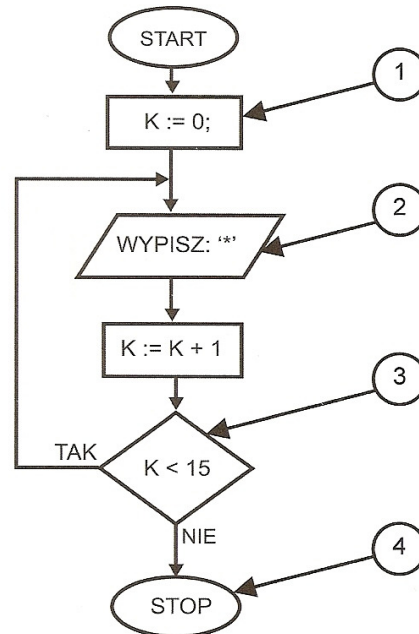 START
1
K := 0;
2
WYPISZ: ‘*’
K := K + 1
3
TAK
K < 15
NIE
4
STOP